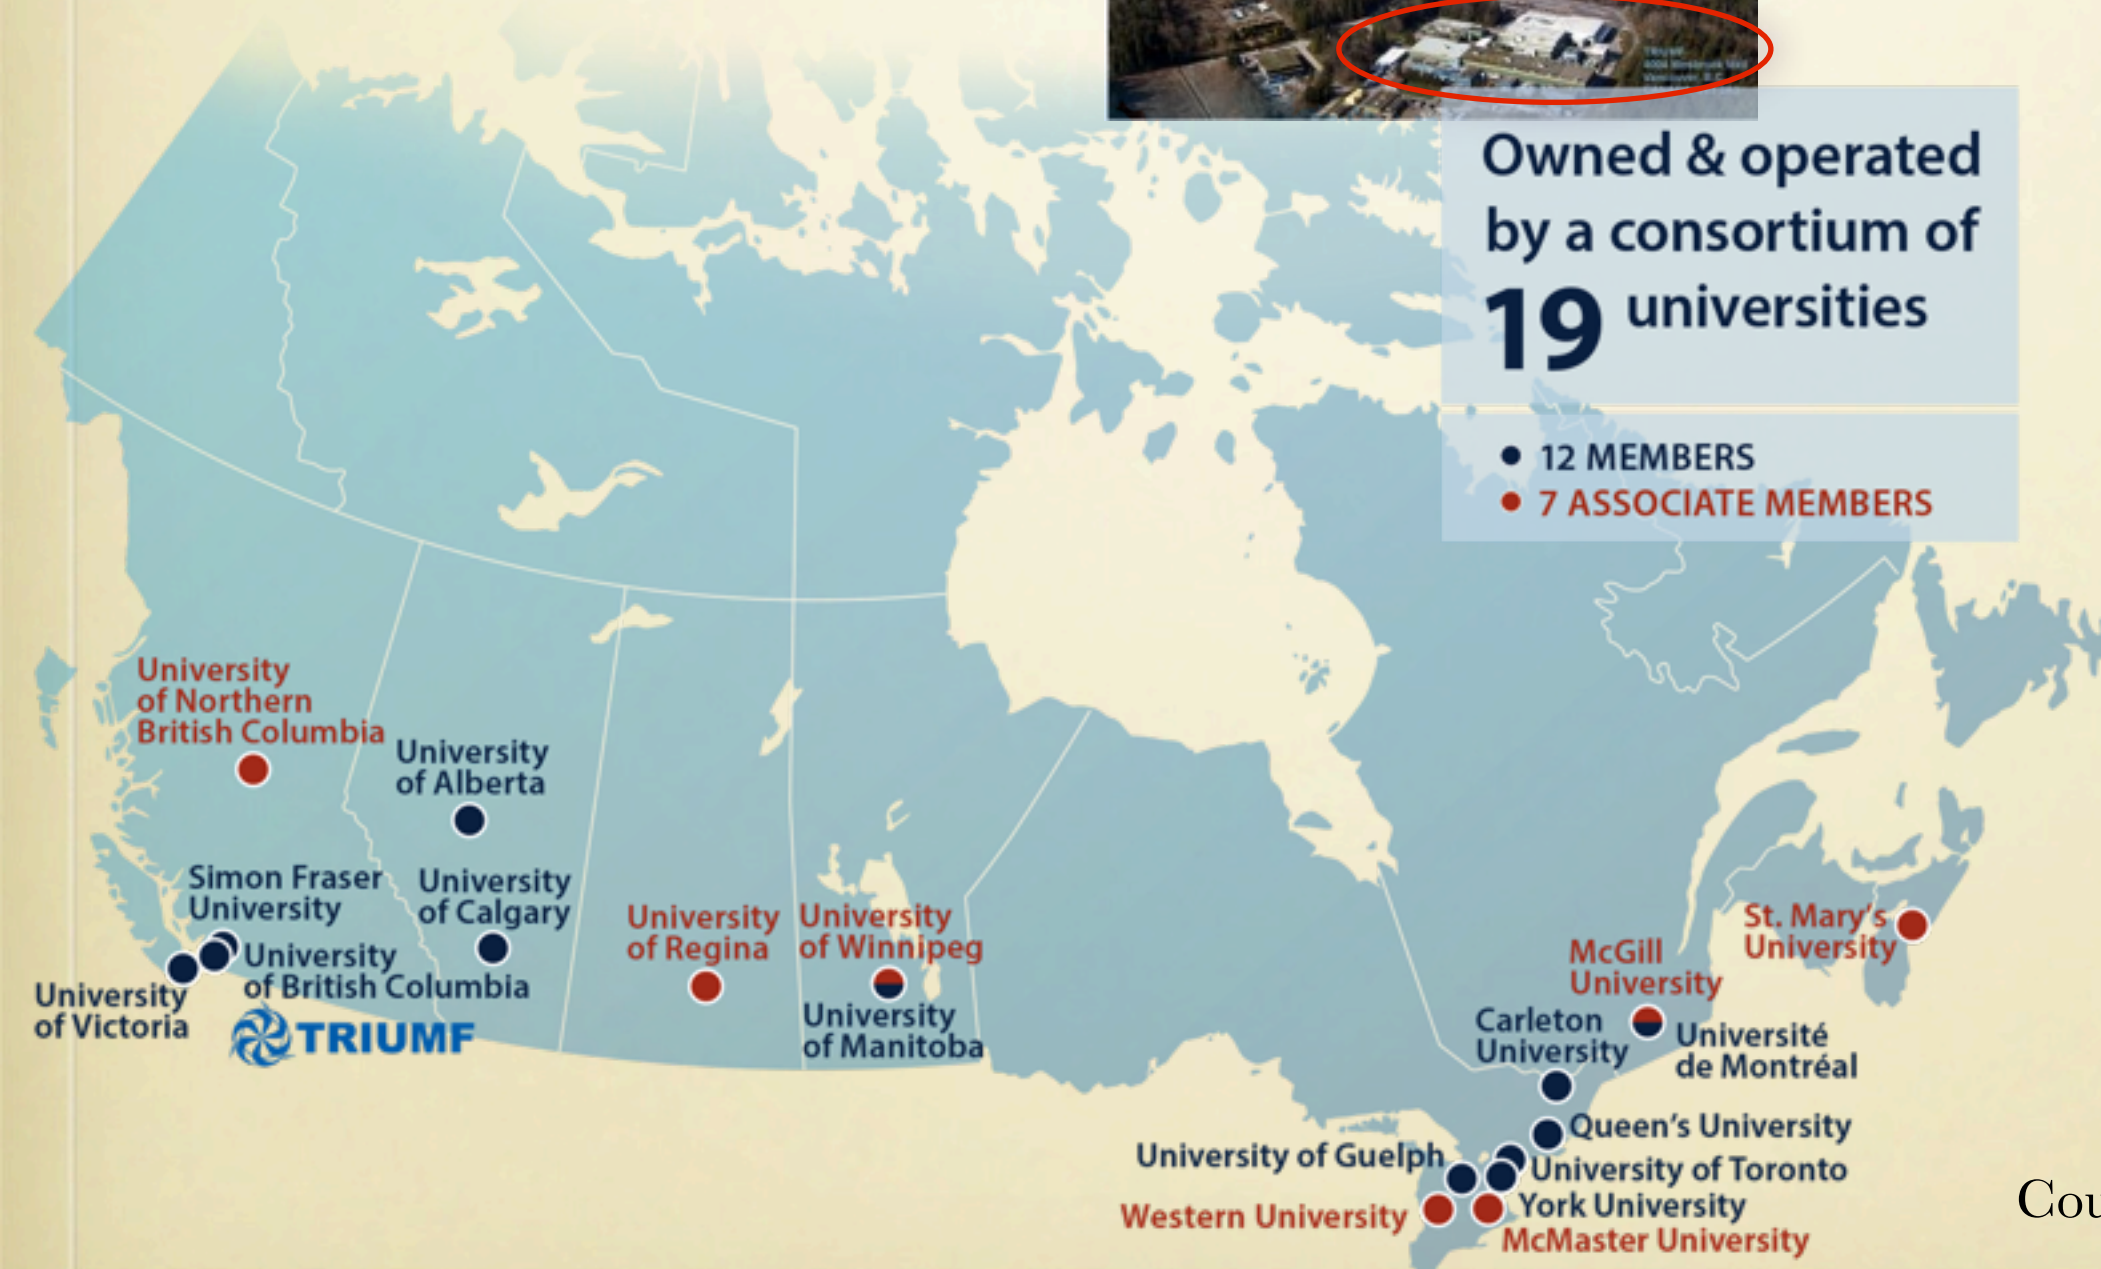 TRIUMF
Owned & operated
by a consortium of
19 universities
12 MEMBERS
7 ASSOCIATE MEMBERS
University
of Northern
British Columbia
University
of Alberta
Simon Fraser
University
University
of Calgary
University
of British Columbia
University
of Victoria
TRIUMF
University
of Regina
University
of Winnipeg
University
of Manitoba
St. Mary's
University
McGill
University
Carleton
University
Université
de Montréal
Queen's University
University of Guelph
University of Toronto
York University
Western University
McMaster University
Cou